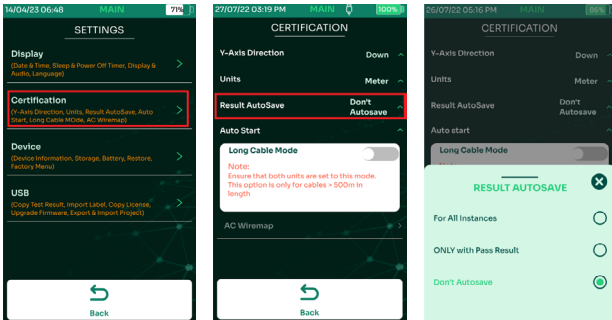 14/04/23 06:48 MAIN 71%
SETTINGS
Display
(Date & Time, Sleep & Power Off Timer, Display &
Audio, Language)
Certification
(Y-Axis Direction, Units, Result AutoSave, Auto
Start, Long Cable MOde, AC Wiremap)
Device
(Device Information, Storage, Battery, Restore,
Factory Menu)
USB
(Copy Test Result, Import Label, Copy License,
Upgrade Firmware, Export & Import Project)
Back
27/07/22 03:19 PM MAIN 100%
CERTIFICATION
Y-Axis Direction Down
Units Meter
Result AutoSave Don't
Autosave
Auto Start
Long Cable Mode
Note:
Ensure that both units are set to this mode.
This option is only for cables > 500m in
length
AC Wiremap
Back
26/07/22 05:16 PM MAIN 86%
CERTIFICATION
Y-Axis Direction Down
Units Meter
Result AutoSave Don't
Autosave
Auto start
Long Cable Mode
RESULT AUTOSAVE
For All Instances
ONLY with Pass Result
Don't Autosave